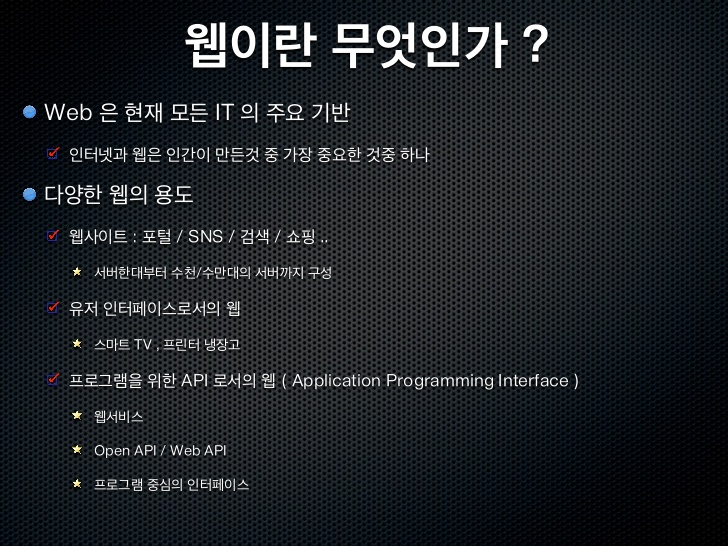 웹이란 무엇인가 ?
Web 은 현재 모든 IT 의 주요 기반
인터넷과 웹은 인간이 만든것 중 가장 중요한 것중 하나
다양한 웹의 용도
웹사이트 : 포털 / SNS / 검색 / 쇼핑 ..
서버한대부터 수천/수만대의 서버까지 구성
유저 인터페이스로서의 웹
스마트 TV , 프린터 냉장고
프로그램을 위한 API 로서의 웹 ( Application Programming Interface )
웹서비스
Open API / Web API
프로그램 중심의 인터페이스